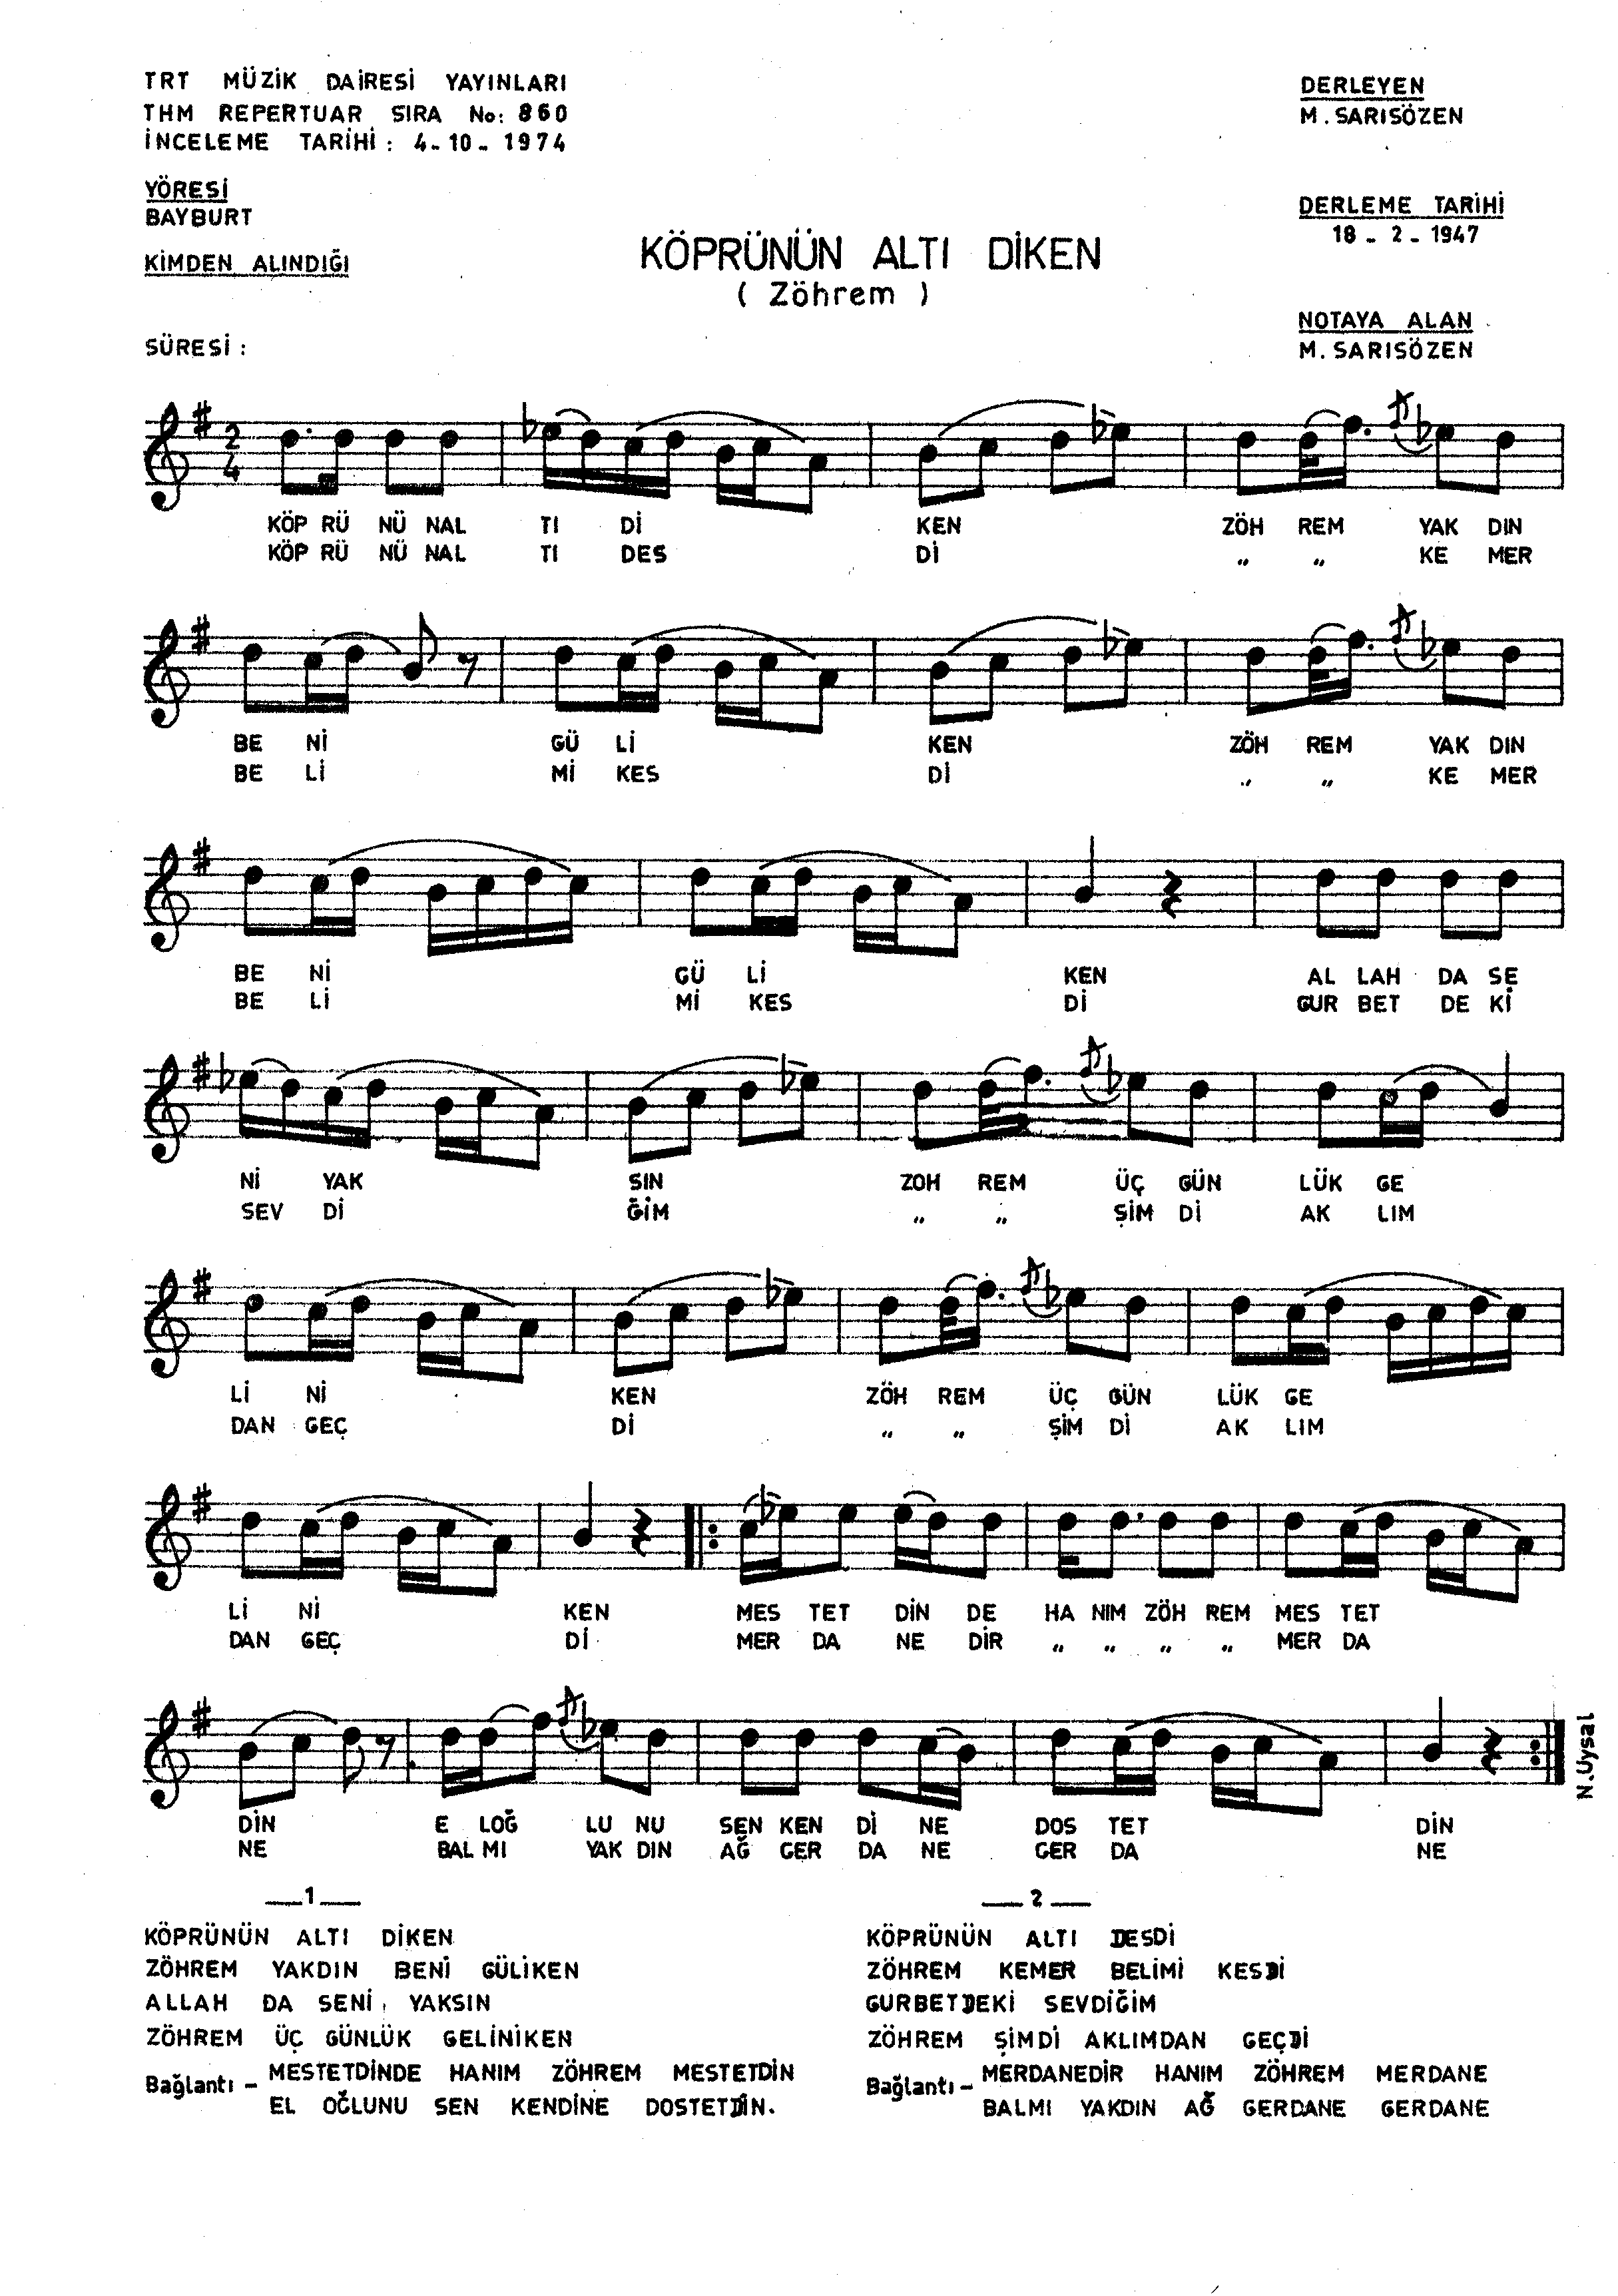 TRT MÜZİK DAİRESİ YAYINLARI
THM REPERTUAR SIRA No: 860
İNCELEME TARİHİ : 4-10-1974
DERLEYEN
M. SARISÖZEN
YÖRESİ
BAYBURT
DERLEME TARİHİ
18-2-1947
KİMDEN ALINDIĞI
KÖPRÜNÜN ALTI DİKEN
( Zöhrem )
NOTAYA ALAN
M. SARISÖZEN
SÜRESİ :
2
4
KÖP RÜ NÜ NAL TI Dİ KEN ZÖH REM YAK DIN
KÖP RÜ NÜ NAL TI DES Dİ " " KE MER
BE Nİ GÜ Lİ KEN ZÖH REM YAK DIN
BE Lİ Mİ KES Dİ " " KE MER
BE Nİ GÜ Lİ KEN AL LAH DA SE
BE Lİ Mİ KES Dİ GUR BET DE Kİ
Nİ YAK SIN ZOH REM ÜÇ GÜN LÜK GE
SEV Dİ ĞİM " " ŞİM Dİ AK LIM
Lİ Nİ KEN ZÖH REM ÜÇ GÜN LÜK GE
DAN GEÇ Dİ " " ŞİM Dİ AK LIM
Lİ Nİ KEN MES TET DİN DE HA NIM ZÖH REM MES TET
DAN GEÇ Dİ MER DA NE DİR " " " " MER DA
DİN E LOĞ LU NU SEN KEN Dİ NE DOS TET DİN
NE BAL MI YAK DIN AĞ GER DA NE GER DA NE
N.Uysal
—1—
KÖPRÜNÜN ALTI DİKEN
ZÖHREM YAKDIN BENİ GÜLİKEN
ALLAH DA SENİ YAKSIN
ZÖHREM ÜÇ GÜNLÜK GELİNİKEN
Bağlantı - MESTETDİNDE HANIM ZÖHREM MESTETDİN
EL OĞLUNU SEN KENDİNE DOSTETDİN.
—2—
KÖPRÜNÜN ALTI DESDİ
ZÖHREM KEMER BELİMİ KESDİ
GURBETDEKİ SEVDİĞİM
ZÖHREM ŞİMDİ AKLIMDAN GEÇDİ
Bağlantı - MERDANEDİR HANIM ZÖHREM MERDANE
BALMI YAKDIN AĞ GERDANE GERDANE